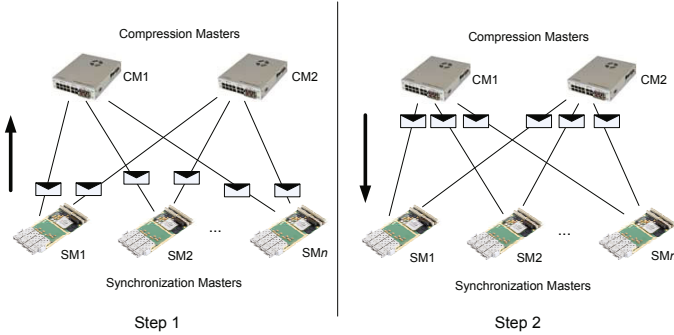 Compression Masters
CM1
CM2
SM1
SM2
...
SMn
Synchronization Masters
Step 1
Compression Masters
CM1
CM2
SM1
SM2
...
SMn
Synchronization Masters
Step 2